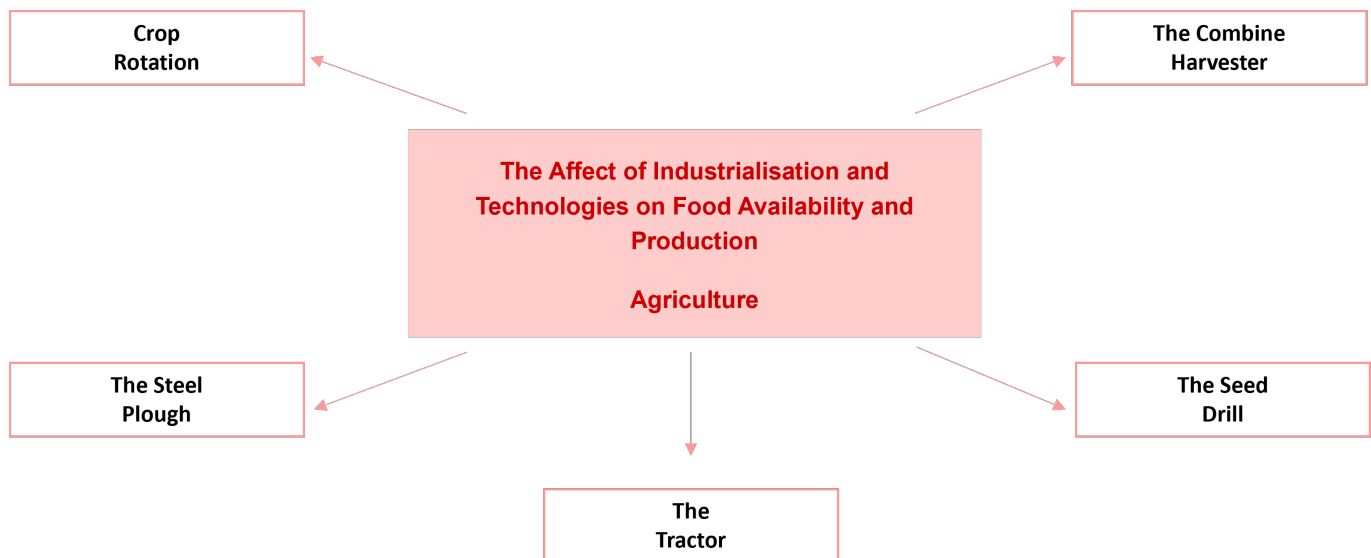 Crop
Rotation
The Combine
Harvester
The Affect of Industrialisation and
Technologies on Food Availability and
Production
Agriculture
The Steel
Plough
The Seed
Drill
The
Tractor